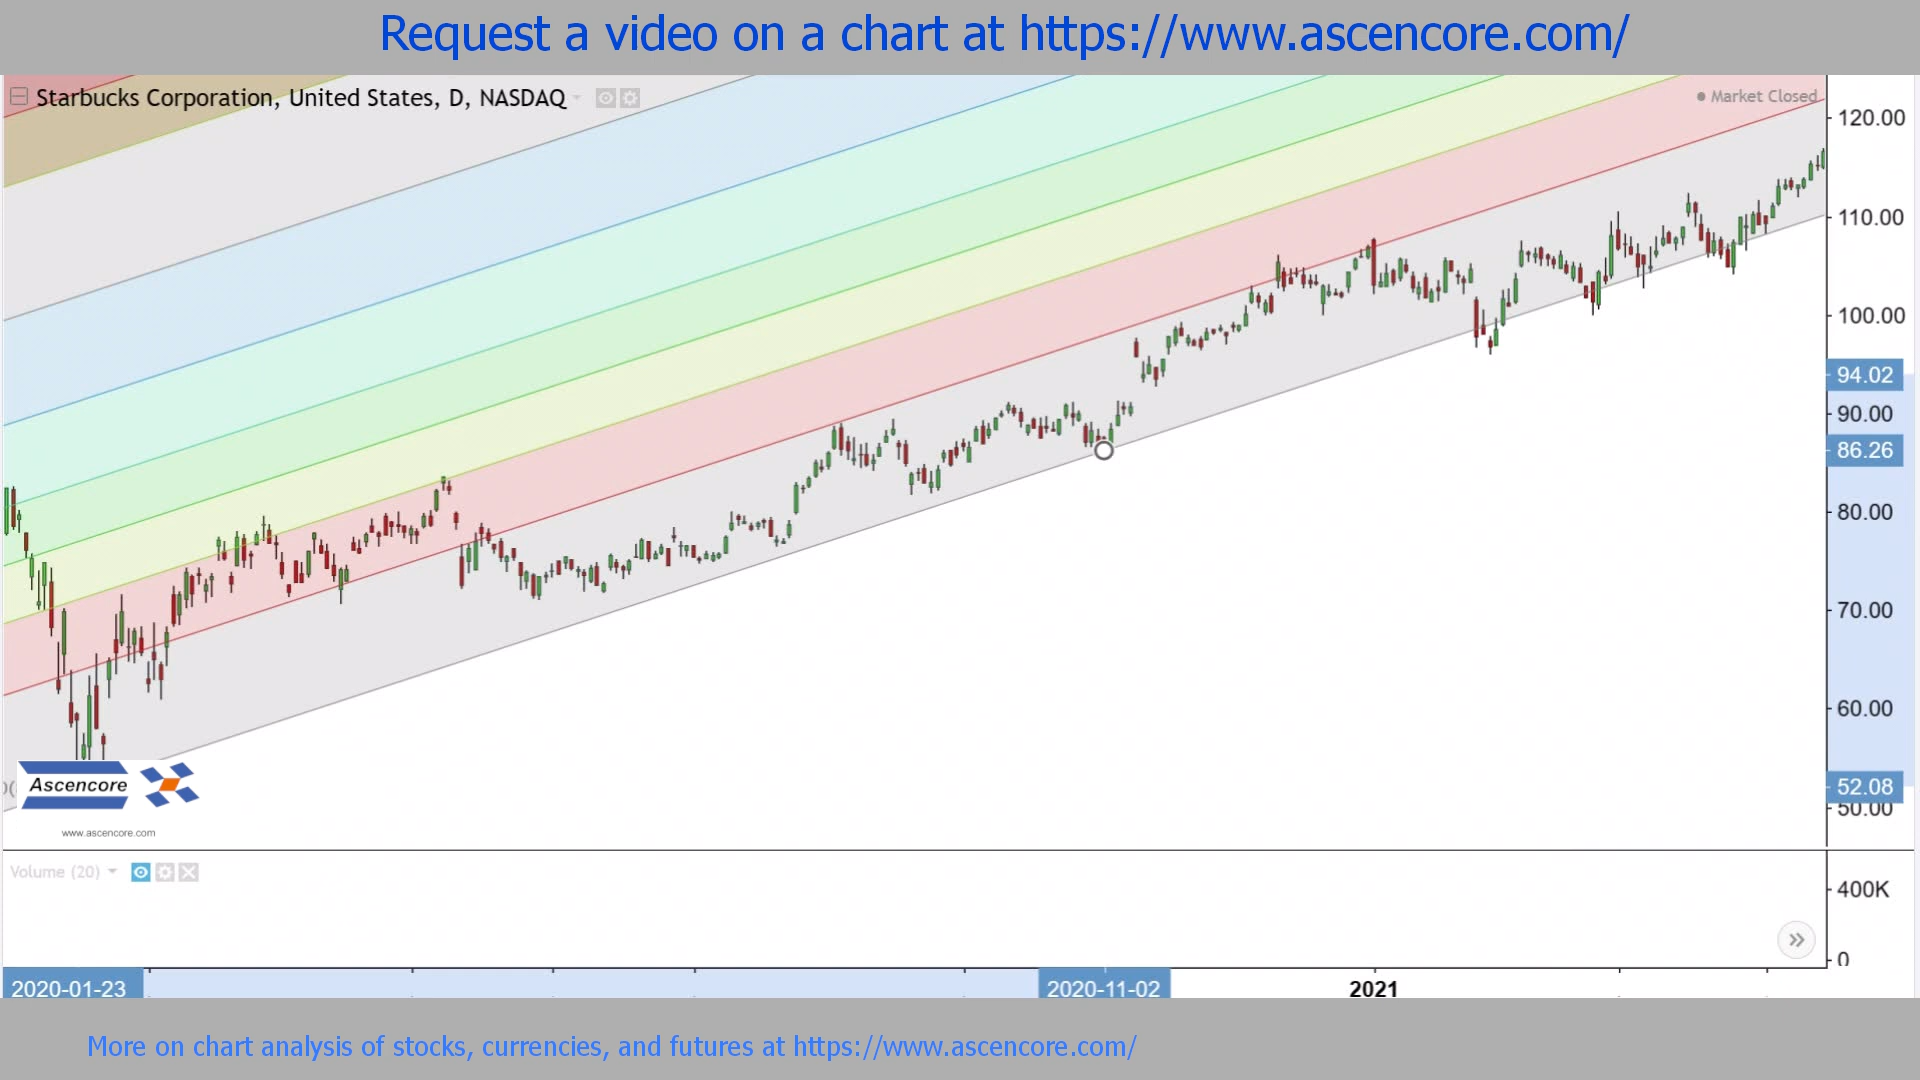 Request a video on a chart at https://www.ascencore.com/
Starbucks Corporation, United States, D, NASDAQ
Market Closed
120.00
110.00
100.00
94.02
90.00
86.26
80.00
70.00
60.00
52.08
50.00
Ascencore
www.ascencore.com
Volume (20)
400K
0
2020-01-23
2020-11-02
2021
More on chart analysis of stocks, currencies, and futures at https://www.ascencore.com/